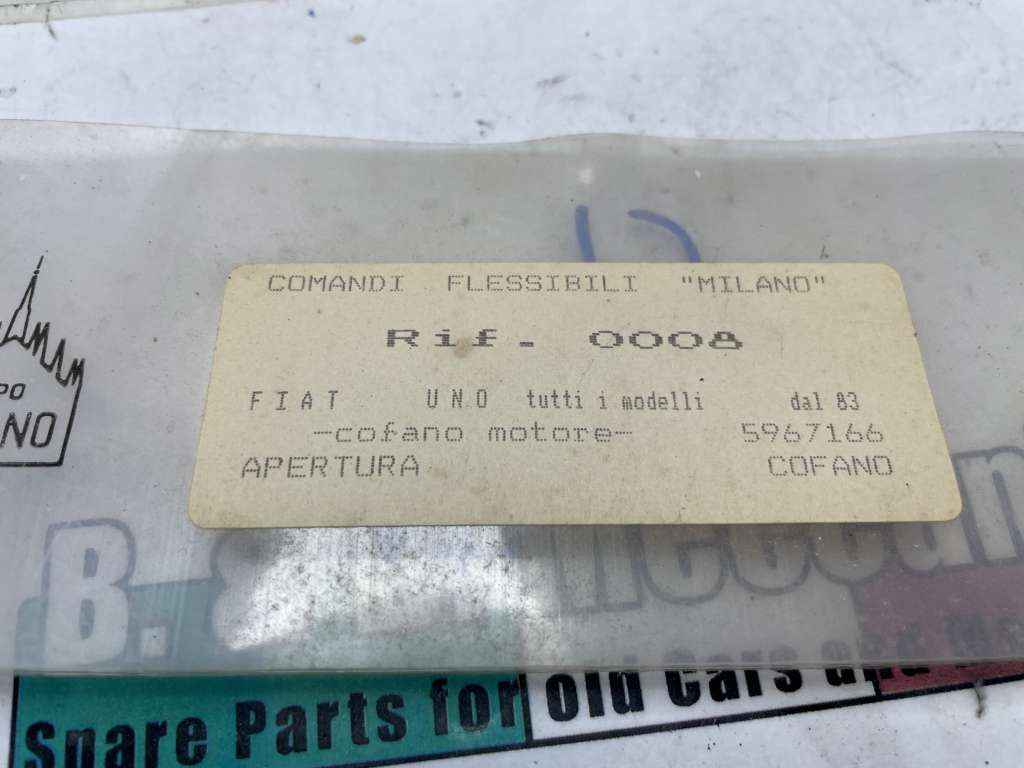 COMANDI FLESSIBILI "MILANO"
Rif. 0008
FIAT UNO tutti i modelli dal 83
-cofano motore- 5967166
APERTURA COFANO
B. &
Spare Parts for Old Cars and